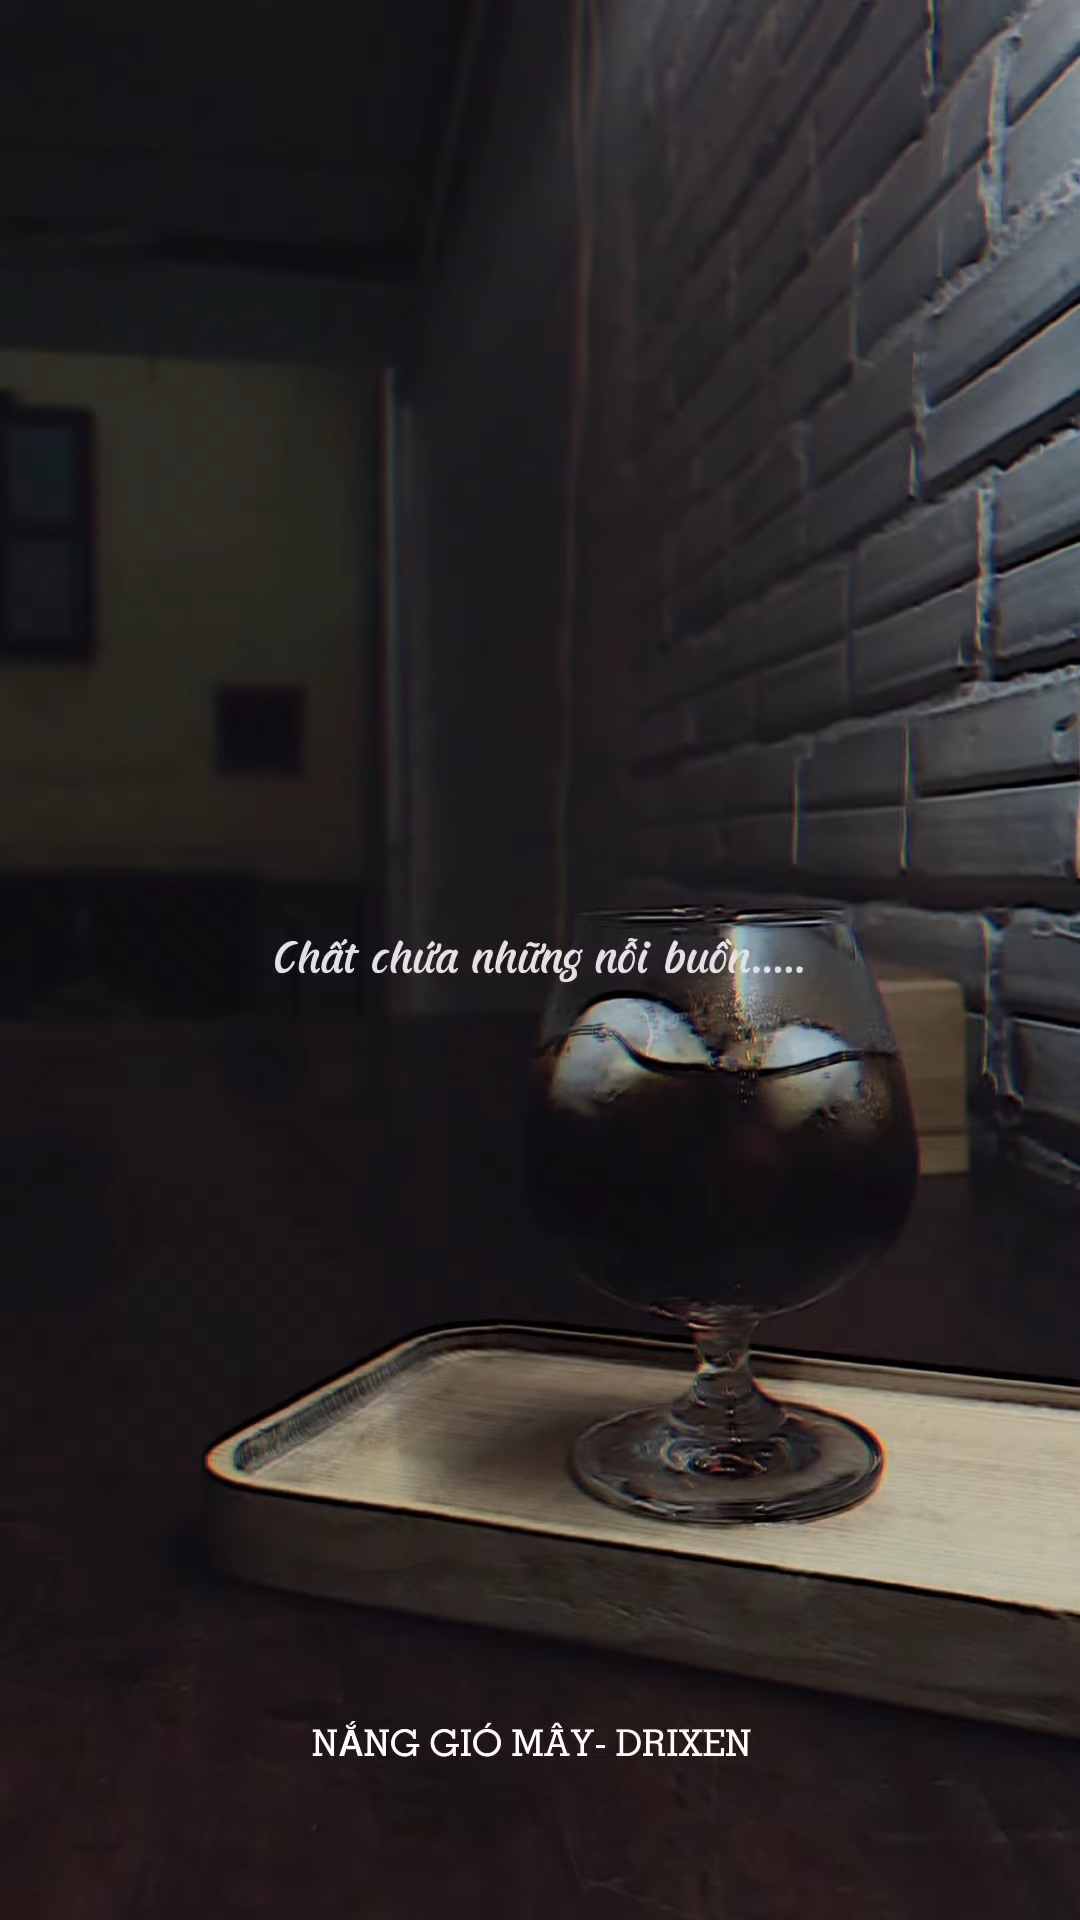 Chất chứa những nỗi buồn.....
NẮNG GIÓ MÂY- DRIXEN